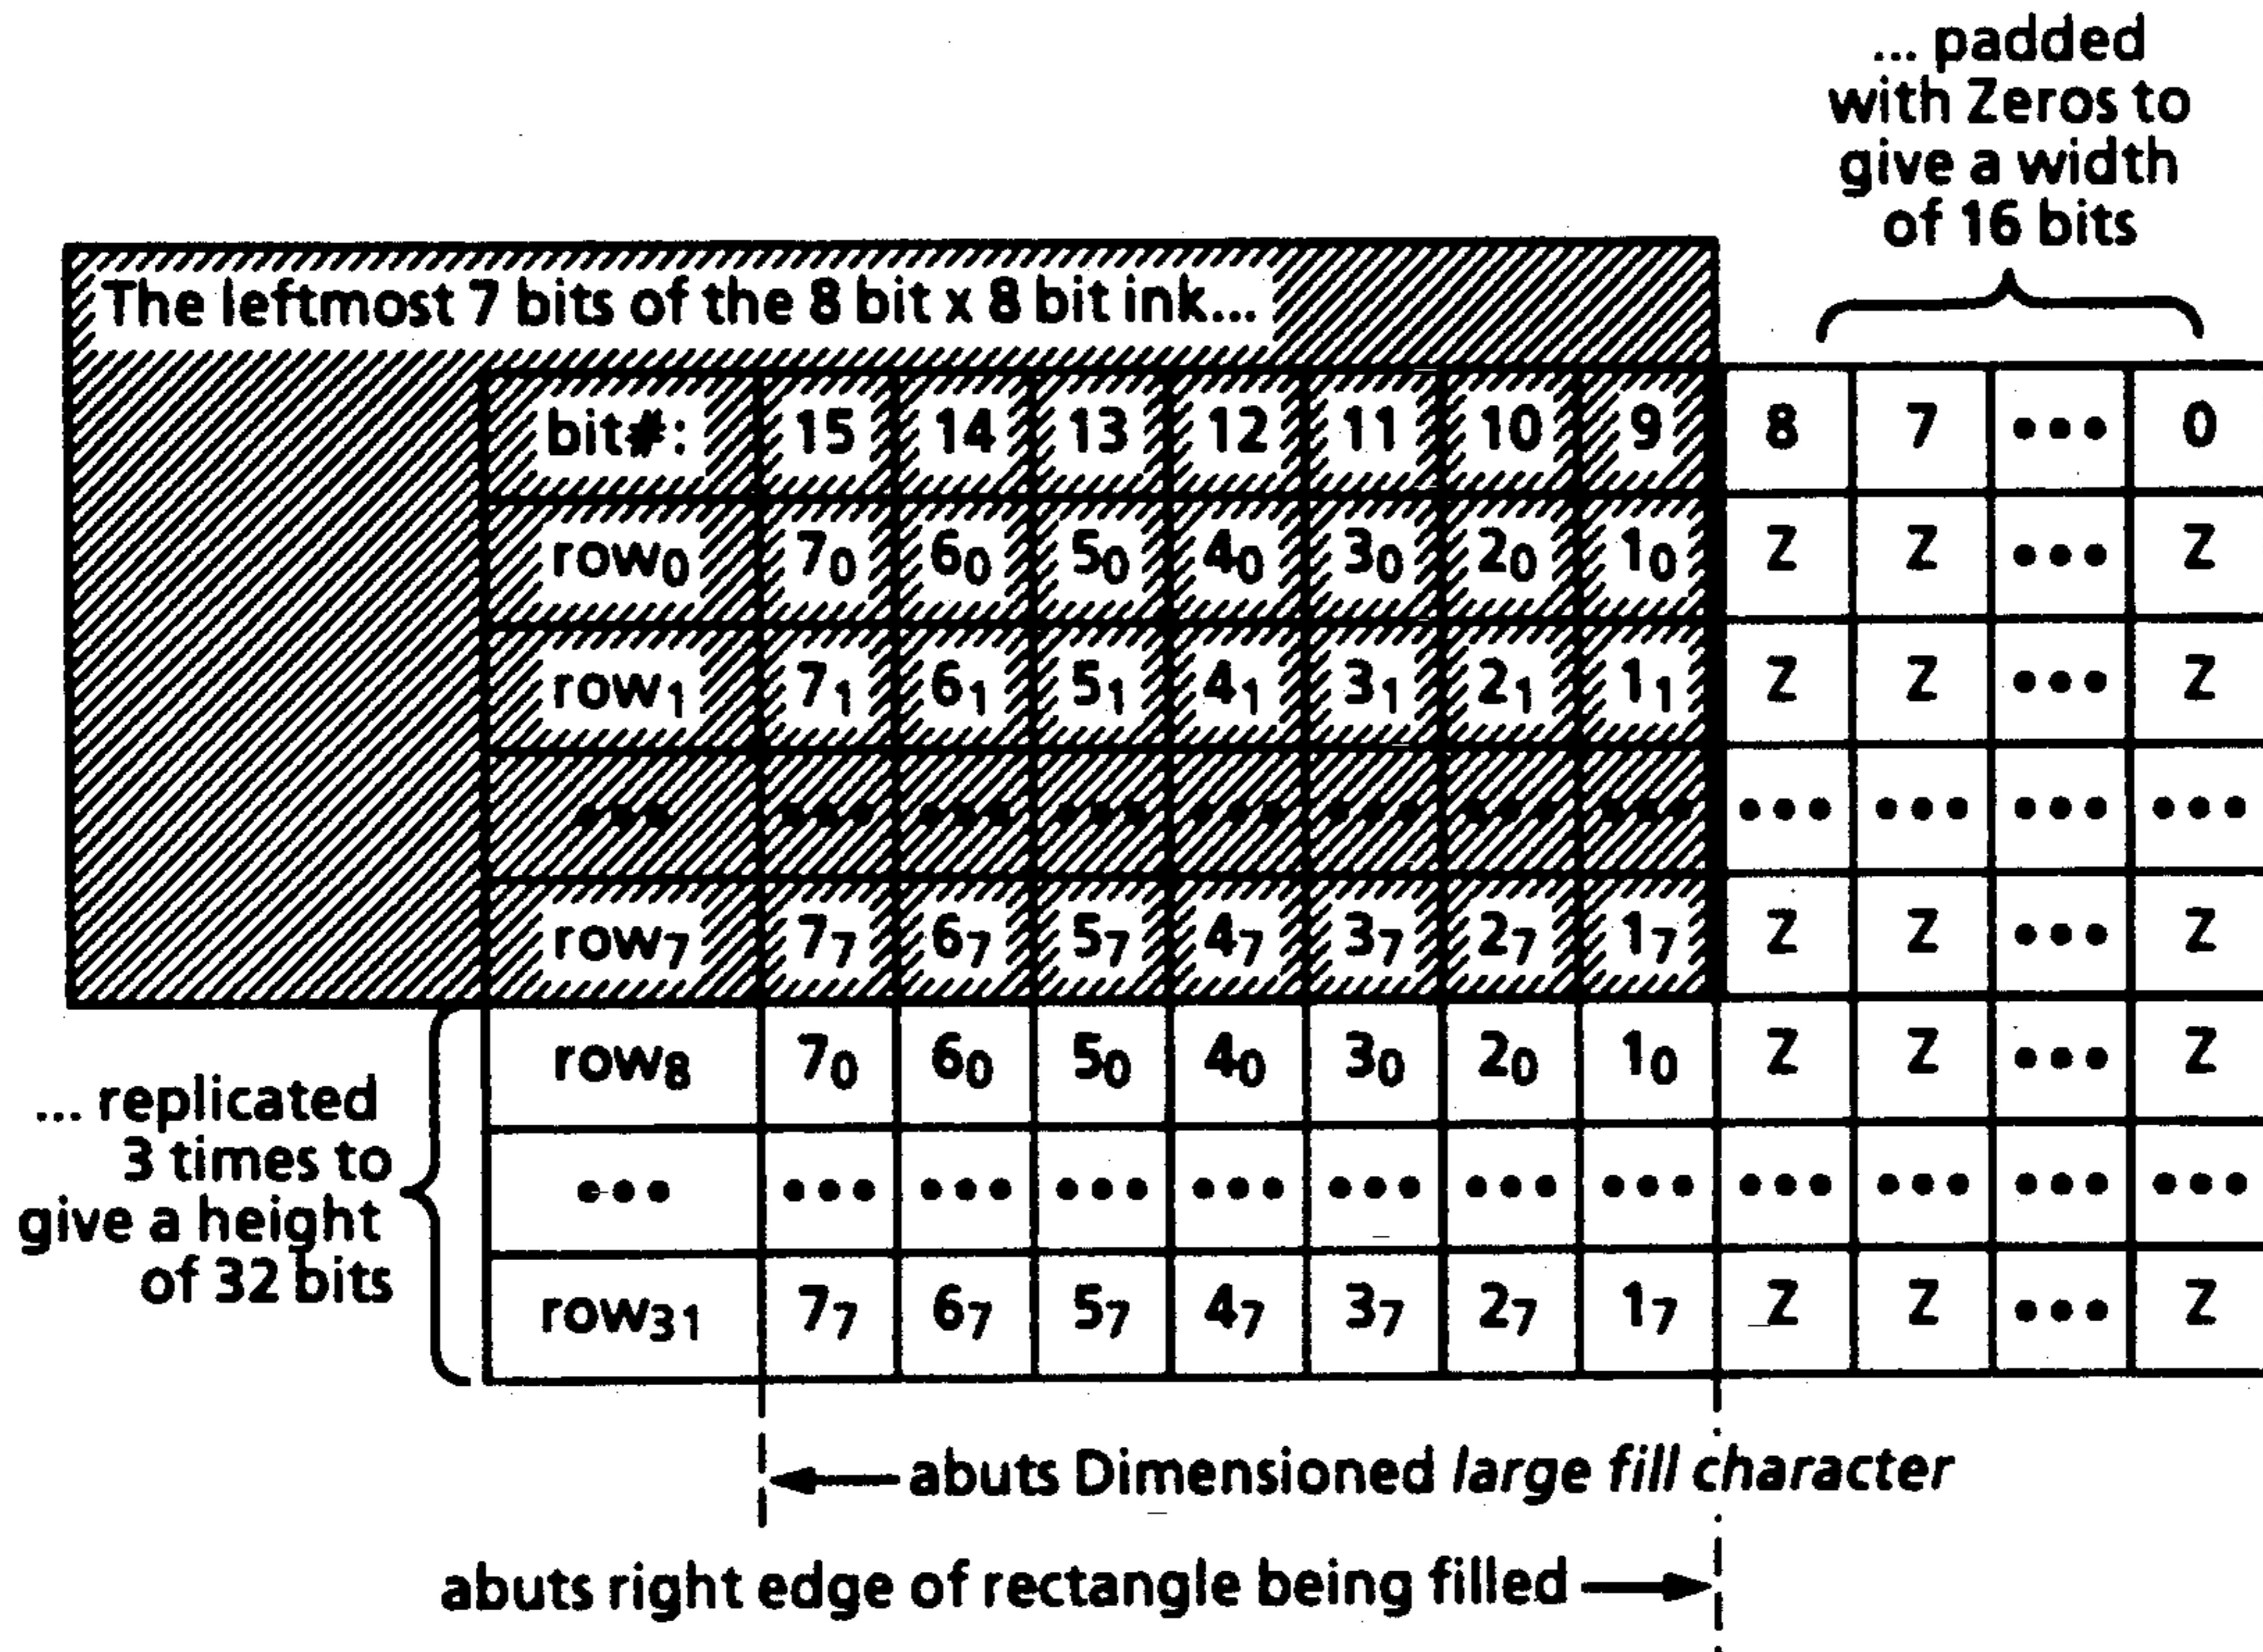 ... padded
with Zeros to
give a width
of 16 bits
The leftmost 7 bits of the 8 bit x 8 bit ink...
bit#: 15 14 13 12 11 10 9 8 7 ••• 0
row0 70 60 50 40 30 20 10 Z Z ••• Z
row1 71 61 51 41 31 21 11 Z Z ••• Z
••• ••• ••• ••• ••• ••• ••• ••• ••• ••• ••• •••
row7 77 67 57 47 37 27 17 Z Z ••• Z
row8 70 60 50 40 30 20 10 Z Z ••• Z
••• ••• ••• ••• ••• ••• ••• ••• ••• ••• ••• •••
row31 77 67 57 47 37 27 17 Z Z ••• Z
... replicated
3 times to
give a height
of 32 bits
abuts Dimensioned large fill character
abuts right edge of rectangle being filled